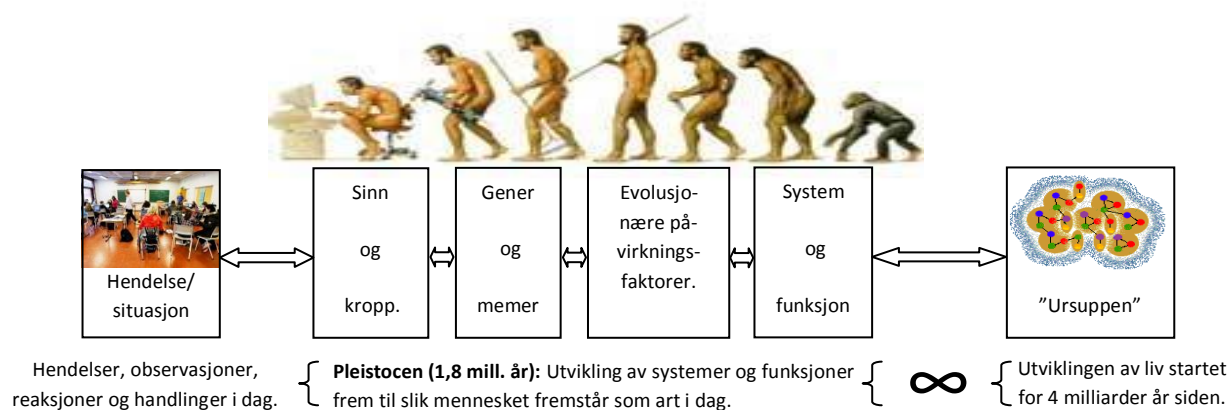 Hendelse/
situasjon
Sinn
og
kropp.
Gener
og
memer
Evolusjo-
nære på-
virknings-
faktorer.
System
og
funksjon
”Ursuppen”
Hendelser, observasjoner,
reaksjoner og handlinger i dag.
Pleistocen (1,8 mill. år): Utvikling av systemer og funksjoner
frem til slik mennesket fremstår som art i dag.
∞
Utviklingen av liv startet
for 4 milliarder år siden.